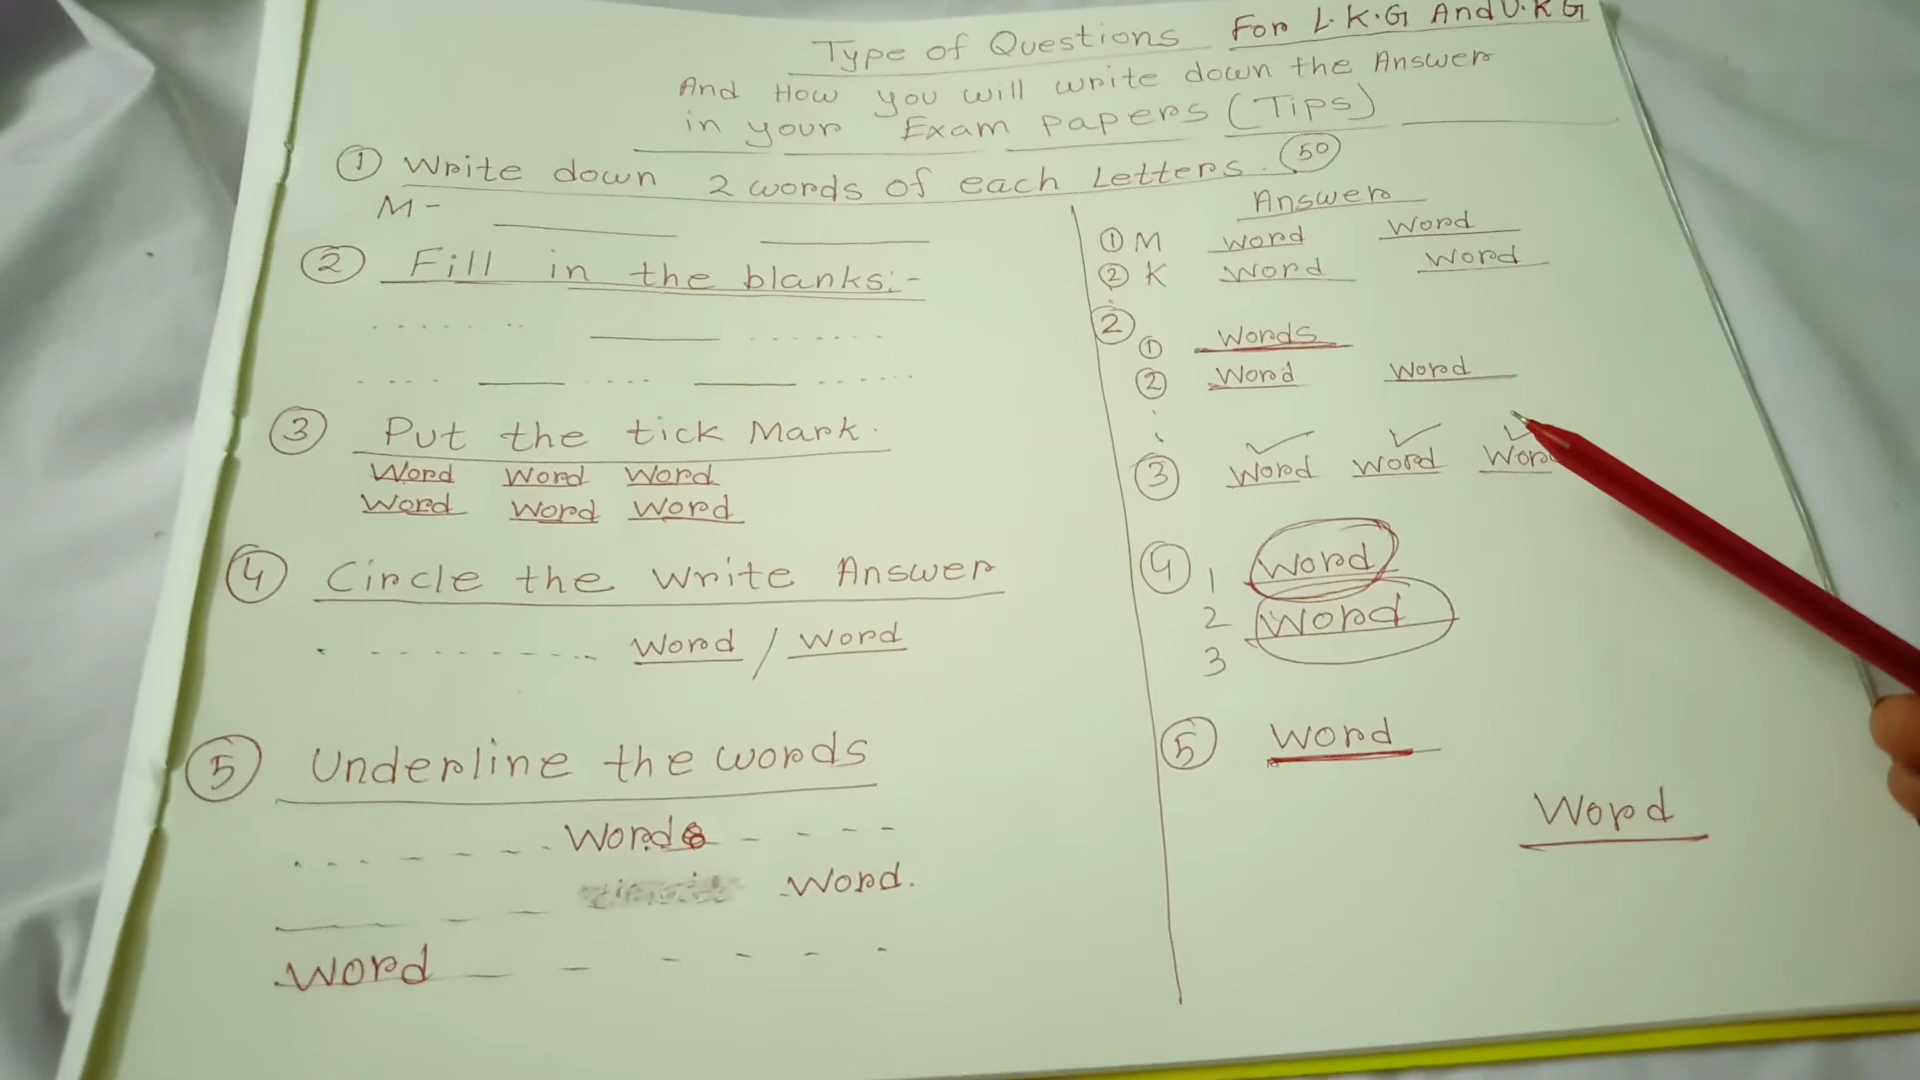 Type of Questions For L.K.G And U.K G
And How you will write down the Answer
in your Exam papers (Tips)
① Write down 2 words of each Letters. 50
M-
② Fill in the blanks:-
③ Put the tick Mark.
Word Word Word
Word Word Word
④ Circle the Write Answer
Word / Word
⑤ Underline the words
Words
Word.
Word
Answer
① M Word Word
② K Word Word
②
① Words
② Word Word
③ Word Word Word
④ 1 Word
2 Word
3
⑤ Word
Word